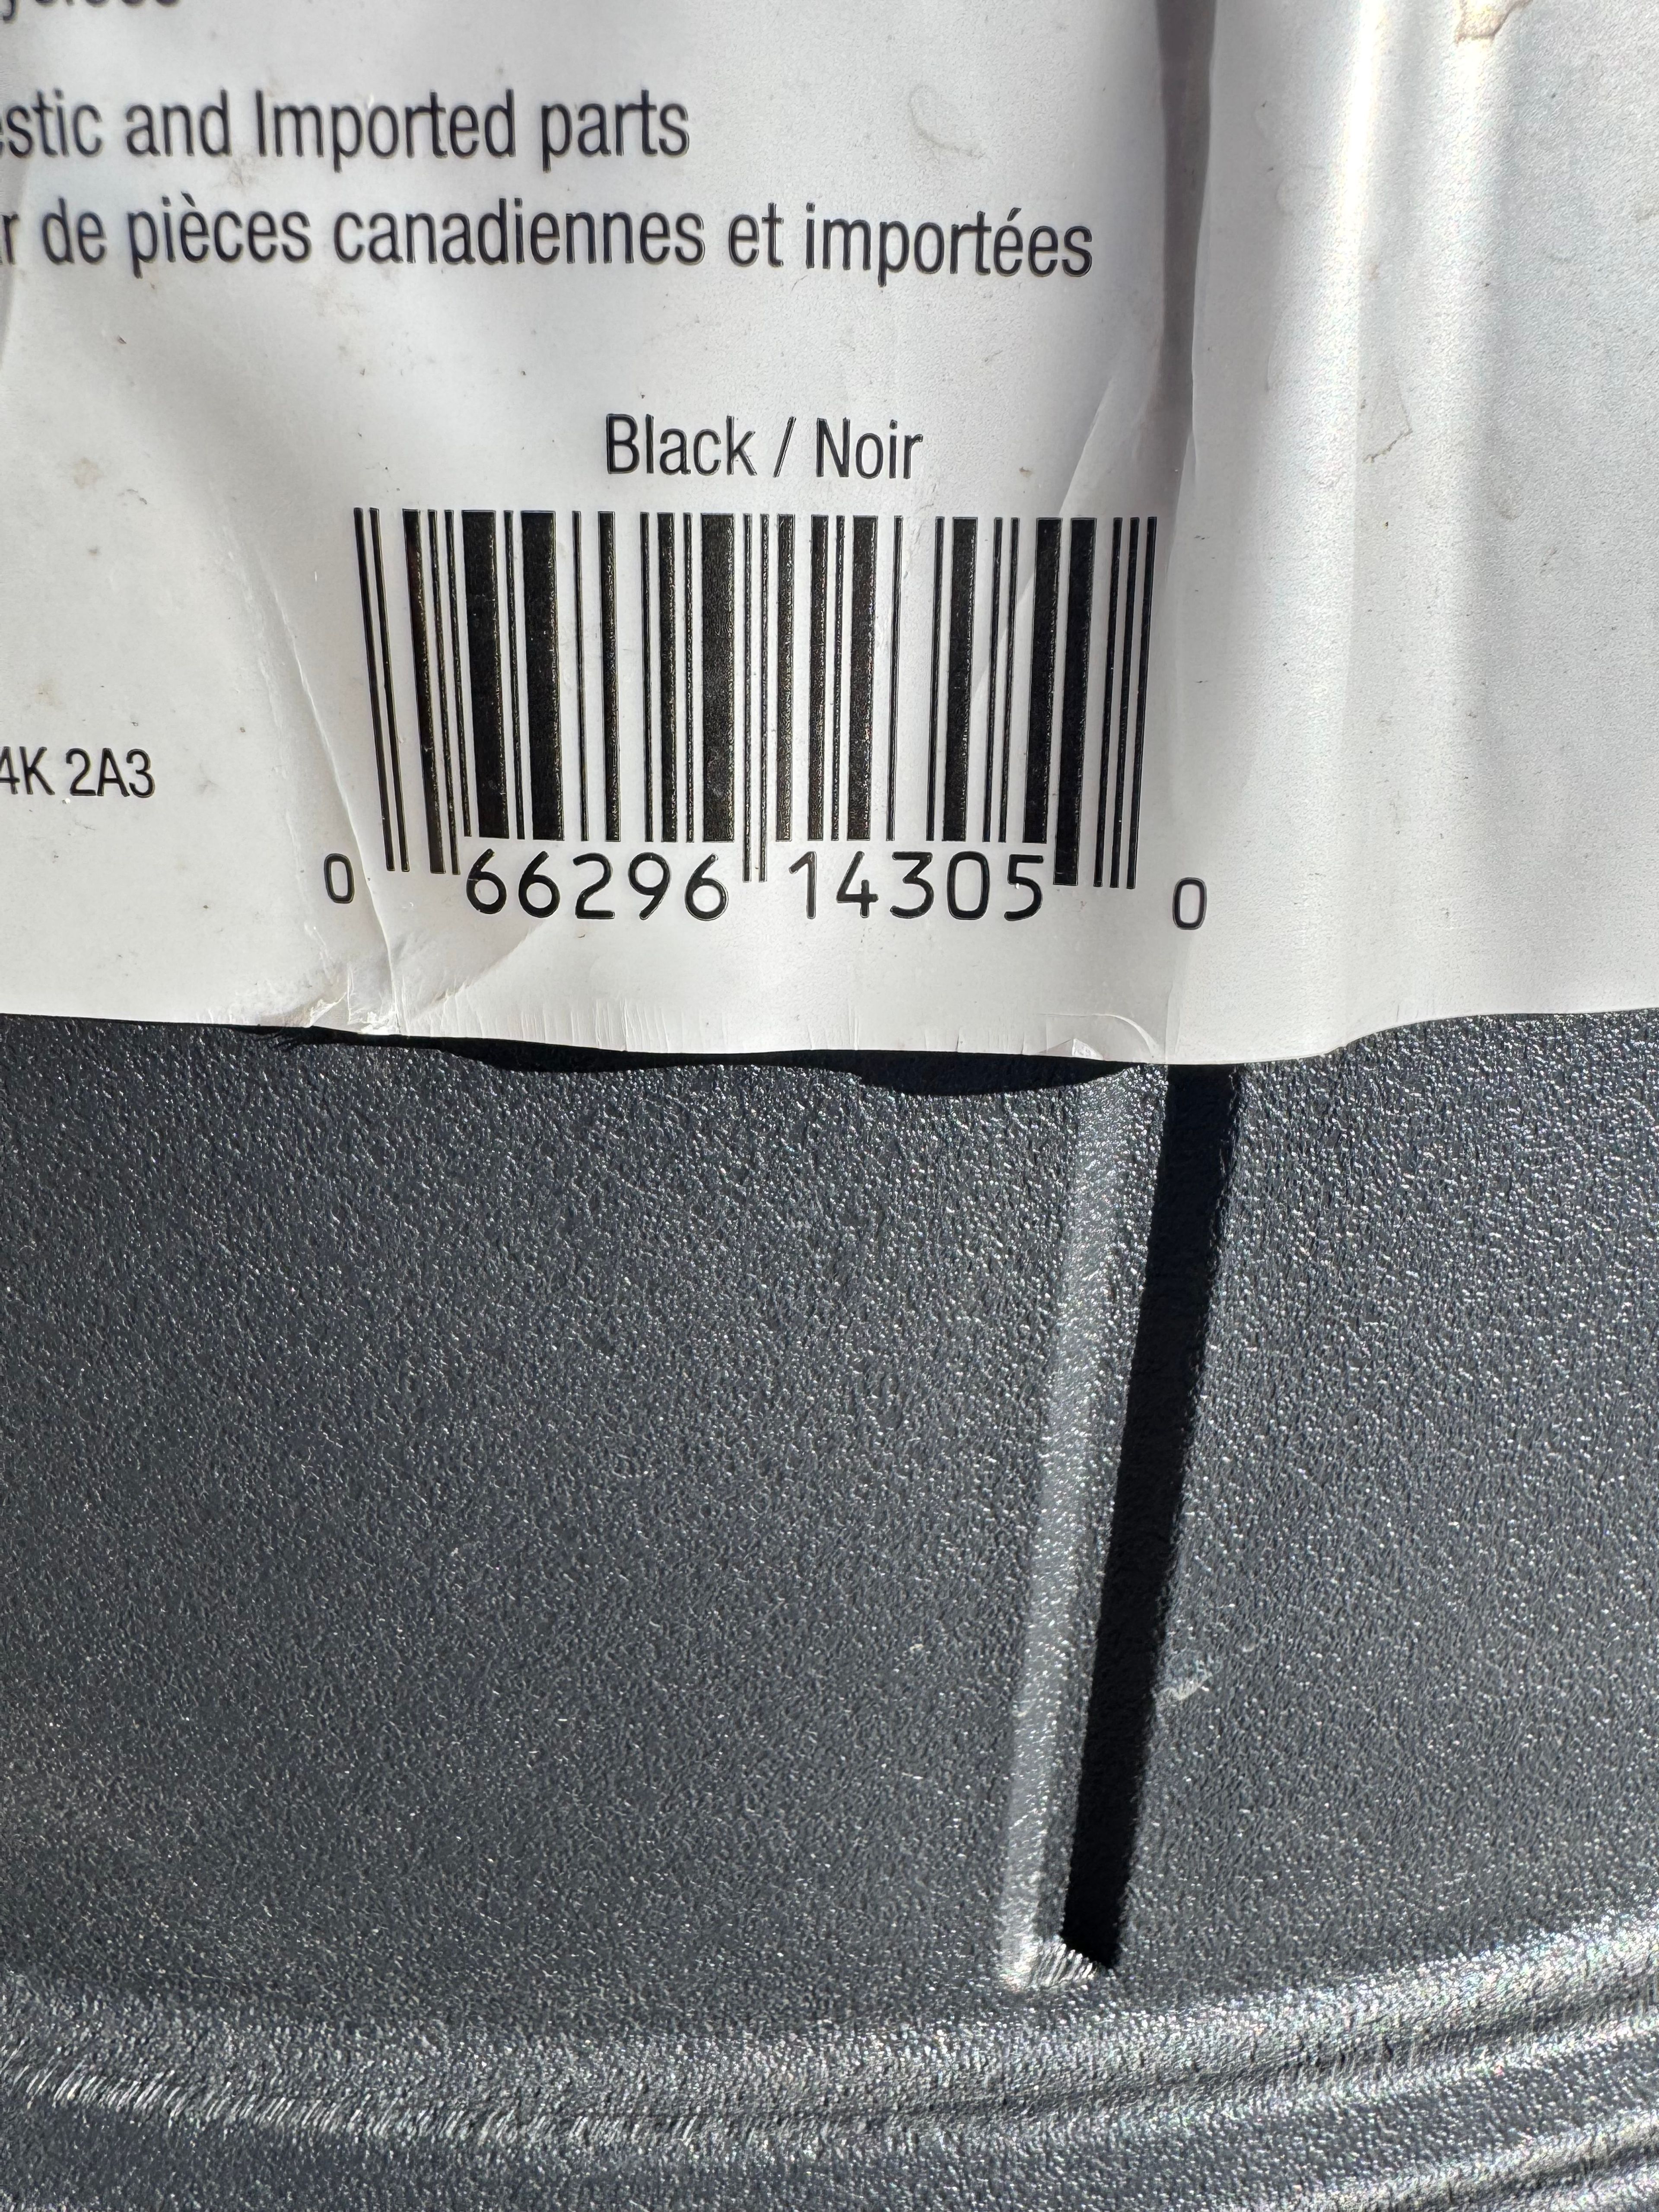 estic and Imported parts
r de pièces canadiennes et importées
Black / Noir
4K 2A3
0 66296 14305 0